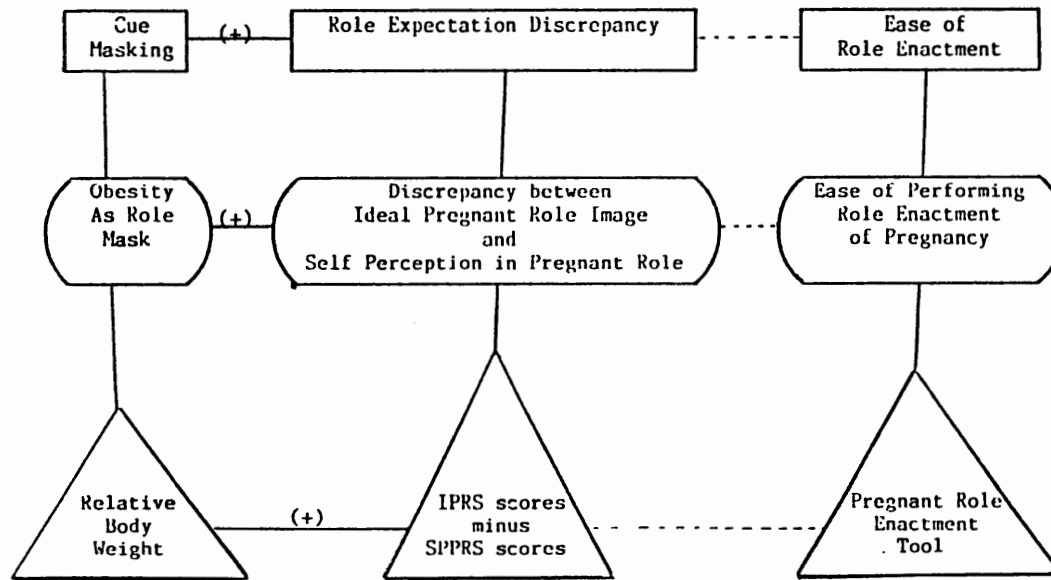 Cue
Masking
(+)
Role Expectation Discrepancy
Ease of
Role Enactment
Obesity
As Role
Mask
(+)
Discrepancy between
Ideal Pregnant Role Image
and
Self Perception in Pregnant Role
Ease of Performing
Role Enactment
of Pregnancy
Relative
Body
Weight
(+)
IPRS scores
minus
SPPRS scores
Pregnant Role
Enactment
Tool